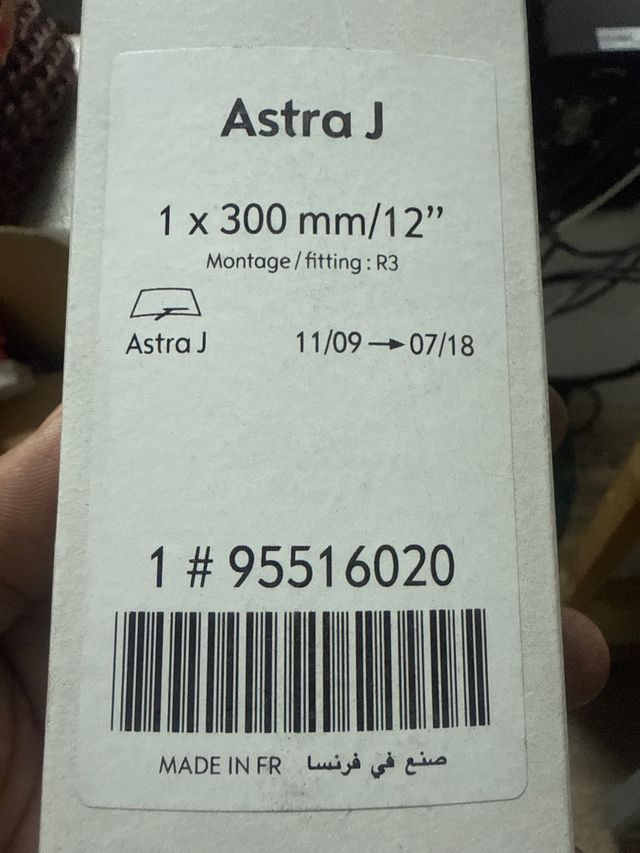 Astra J
1 x 300 mm/12”
Montage/fitting : R3
Astra J 11/09 → 07/18
1 # 95516020
MADE IN FR صنع في فرنسا